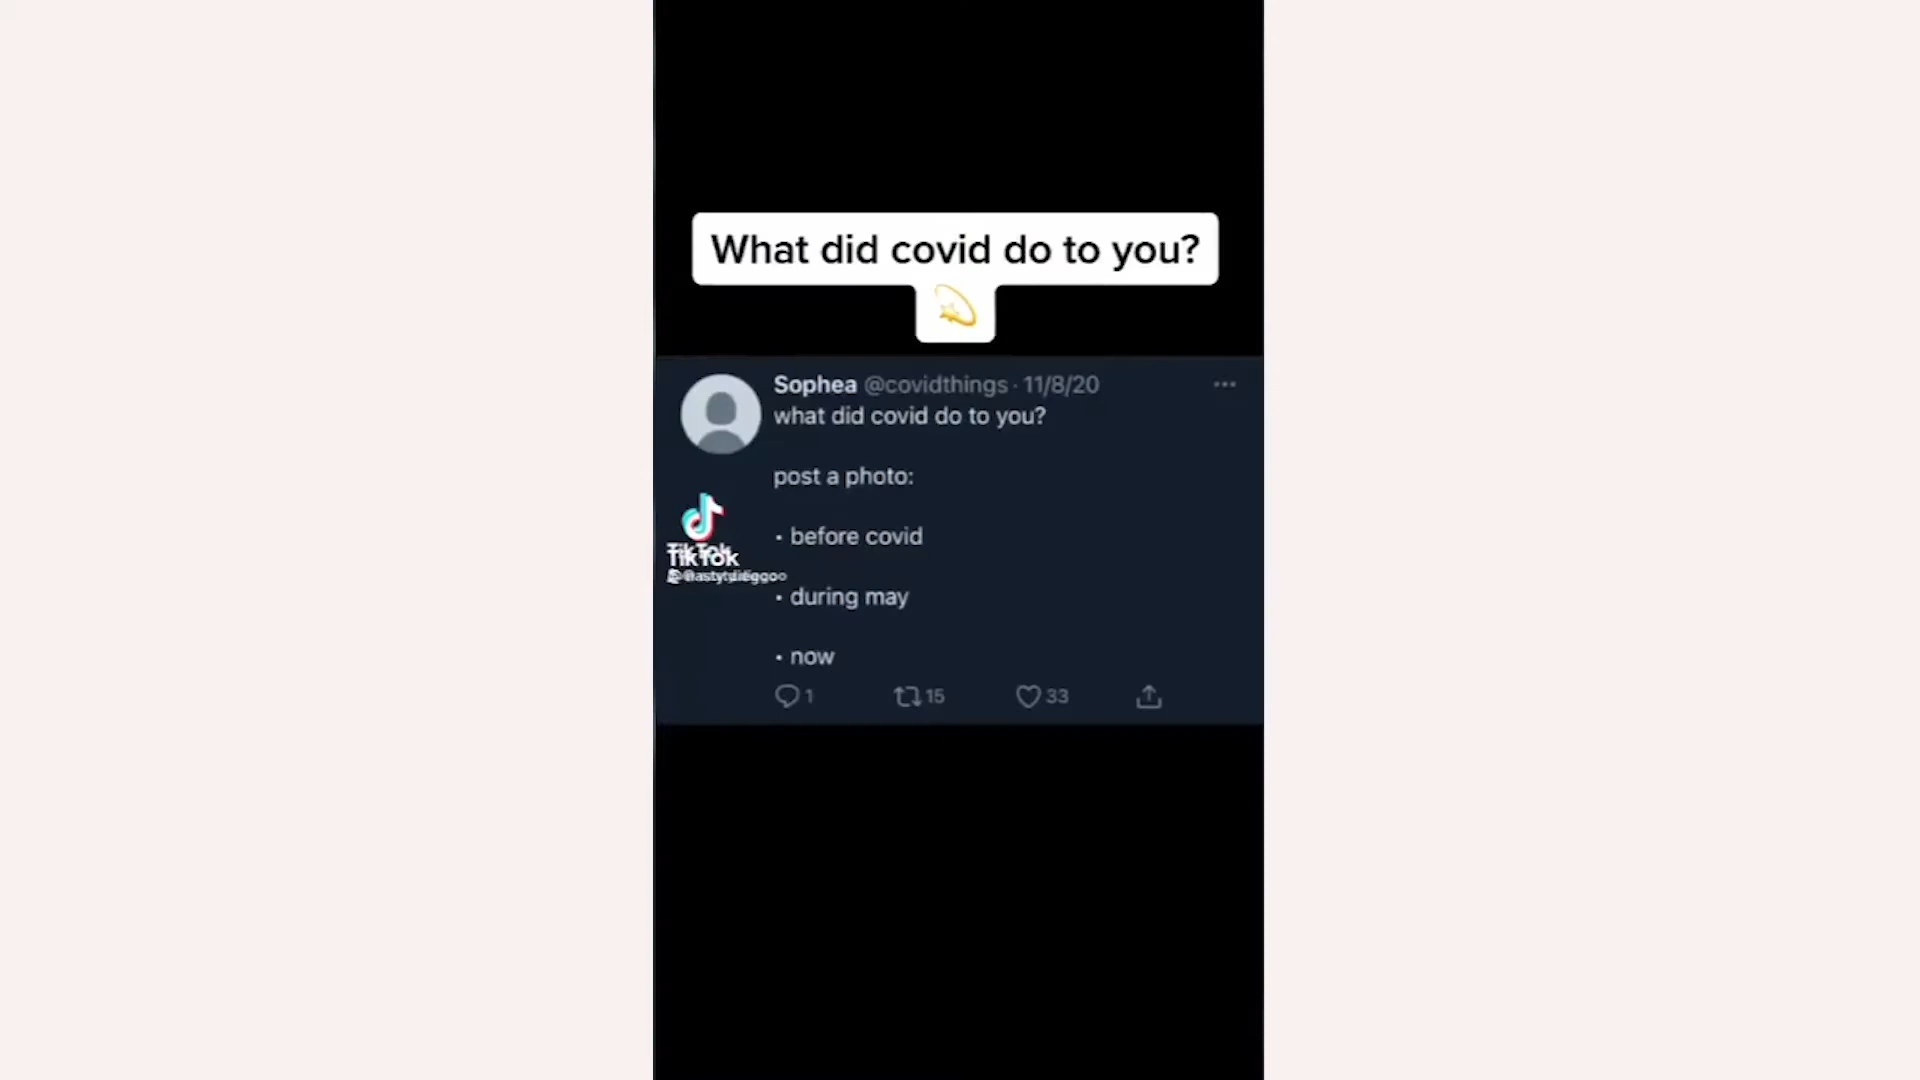 What did covid do to you?
Sophea @covidthings · 11/8/20
what did covid do to you?
post a photo:
• before covid
• during may
• now
1 15 33
TikTok